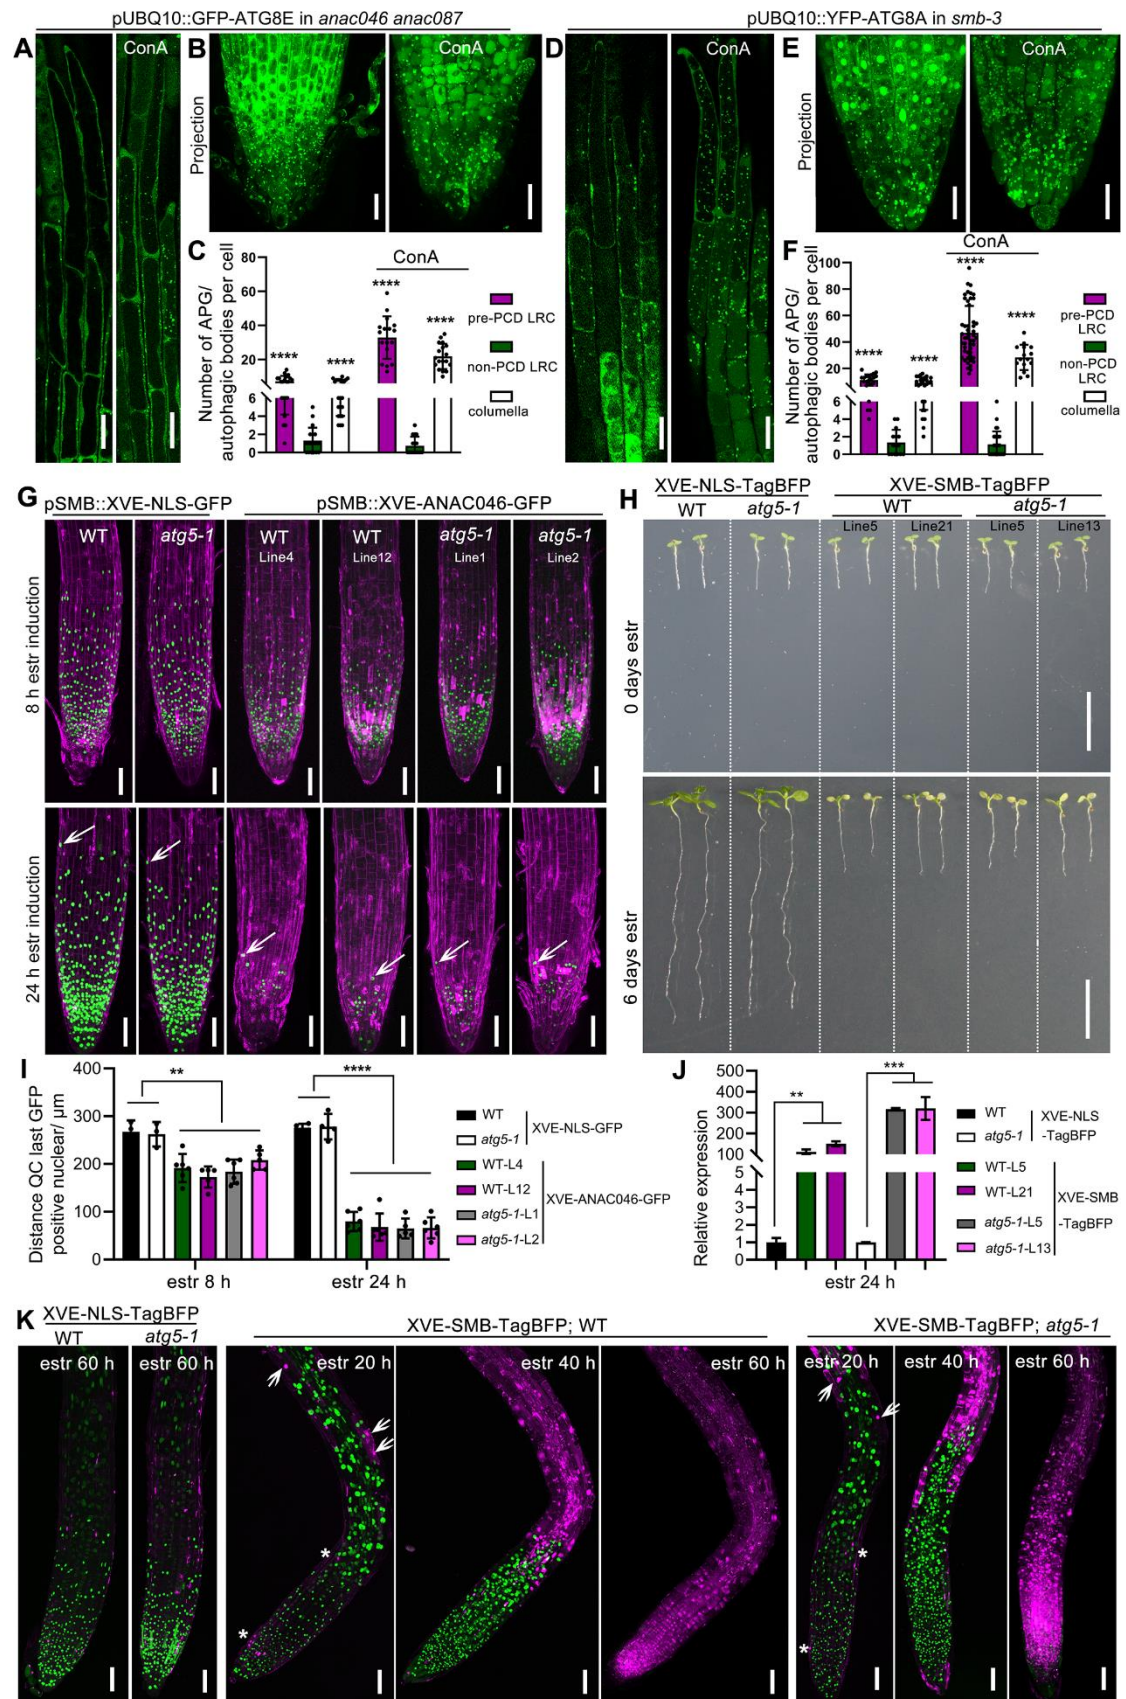 pUBQ10::GFP-ATG8E in anac046 anac087
pUBQ10::YFP-ATG8A in smb-3
A
ConA
B
ConA
Projection
D
ConA
E
ConA
Projection
C
ConA
Number of APG/
autophagic bodies per cell
60
40
20
6
4
2
0
****
****
****
****
pre-PCD LRC
non-PCD LRC
columella
F
ConA
Number of APG/
autophagic bodies per cell
100
80
60
40
20
6
4
2
0
****
****
****
****
pre-PCD
LRC
non-PCD
LRC
columella
G
pSMB::XVE-NLS-GFP
pSMB::XVE-ANAC046-GFP
WT
atg5-1
WT
Line4
WT
Line12
atg5-1
Line1
atg5-1
Line2
8 h estr induction
24 h estr induction
H
XVE-NLS-TagBFP
XVE-SMB-TagBFP
WT
atg5-1
WT
atg5-1
Line5
Line21
Line5
Line13
0 days estr
6 days estr
I
Distance QC last GFP
positive nuclear/ µm
400
300
200
100
0
**
****
estr 8 h
estr 24 h
WT
atg5-1
XVE-NLS-GFP
WT-L4
WT-L12
atg5-1-L1
atg5-1-L2
XVE-ANAC046-GFP
J
Relative expression
500
400
300
200
100
5
4
3
2
1
0
**
***
estr 24 h
WT
atg5-1
XVE-NLS
-TagBFP
WT-L5
WT-L21
atg5-1-L5
atg5-1-L13
XVE-SMB
-TagBFP
K
XVE-NLS-TagBFP
WT
atg5-1
XVE-SMB-TagBFP; WT
XVE-SMB-TagBFP; atg5-1
estr 60 h
estr 60 h
estr 20 h
estr 40 h
estr 60 h
estr 20 h
estr 40 h
estr 60 h
*
*
*
*